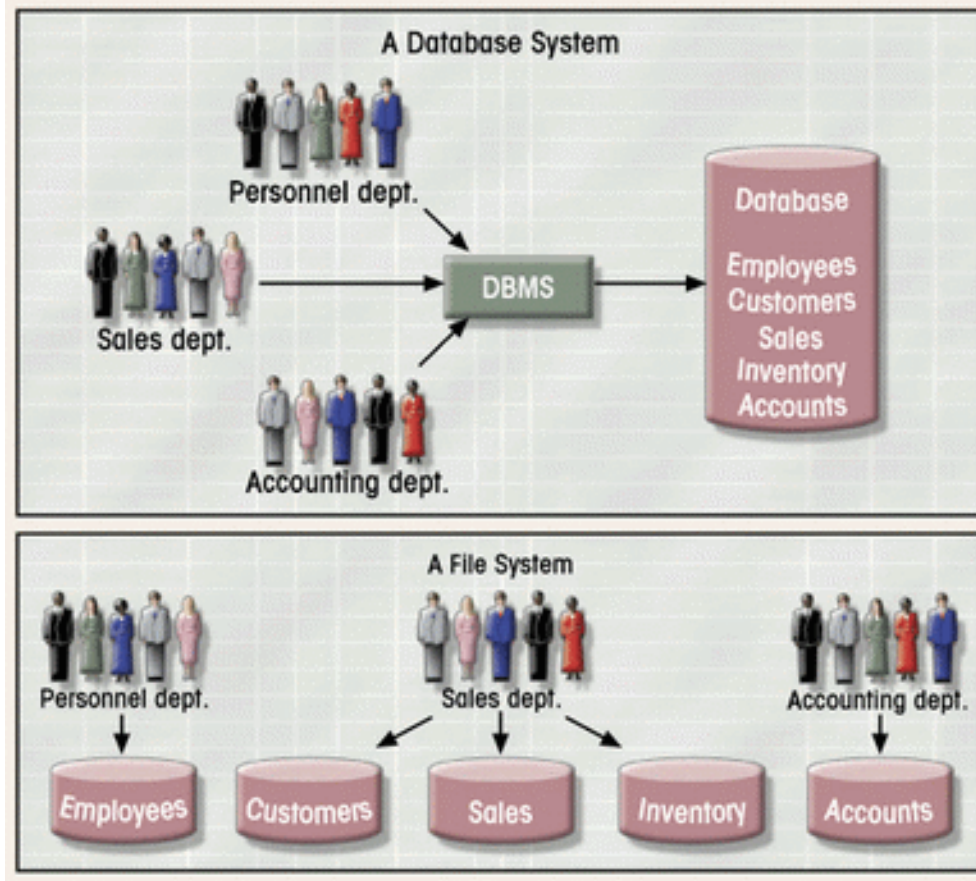 A Database System
Personnel dept.
Sales dept.
DBMS
Accounting dept.
Database
Employees
Customers
Sales
Inventory
Accounts
A File System
Personnel dept.
Sales dept.
Accounting dept.
Employees
Customers
Sales
Inventory
Accounts